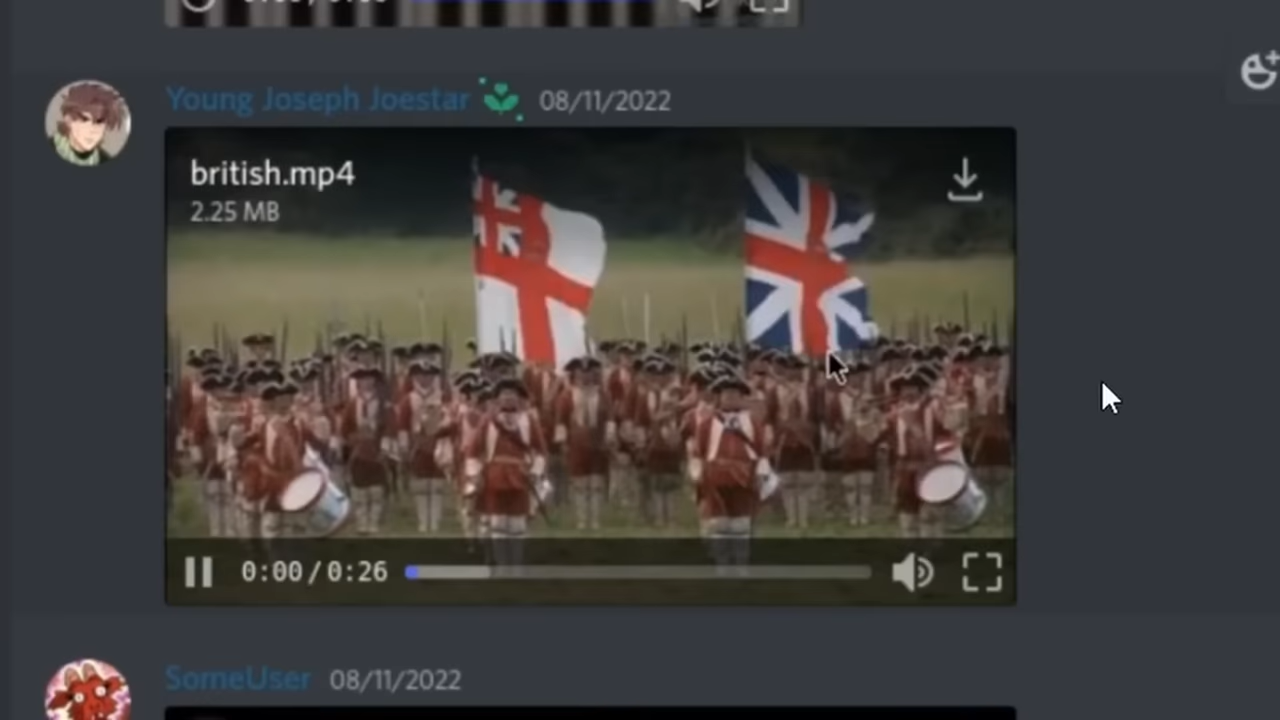 Young Joseph Joestar 08/11/2022
british.mp4
2.25 MB
0:00/0:26
SomeUser 08/11/2022